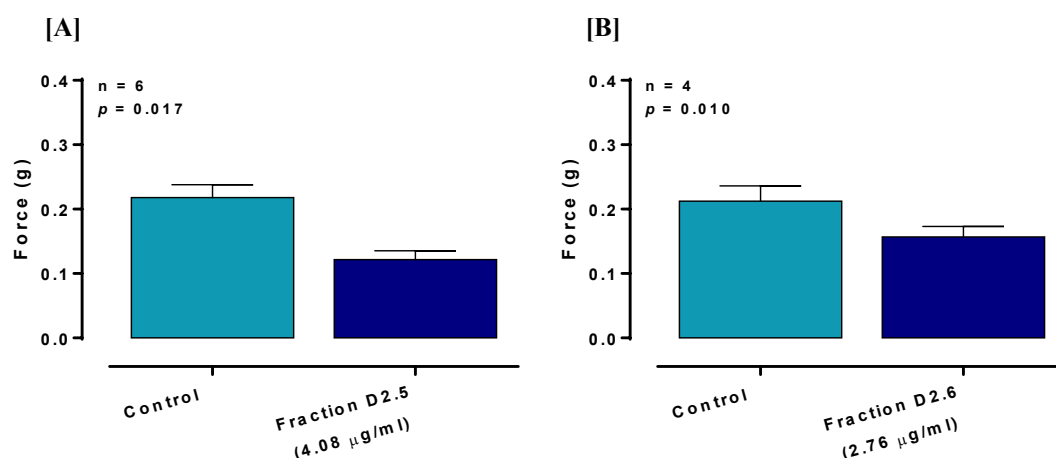 [A]
n = 6
p = 0.017
Force (g)
0.4
0.3
0.2
0.1
0.0
Control
Fraction D2.5
(4.08 µg/ml)
[B]
n = 4
p = 0.010
Force (g)
0.4
0.3
0.2
0.1
0.0
Control
Fraction D2.6
(2.76 µg/ml)